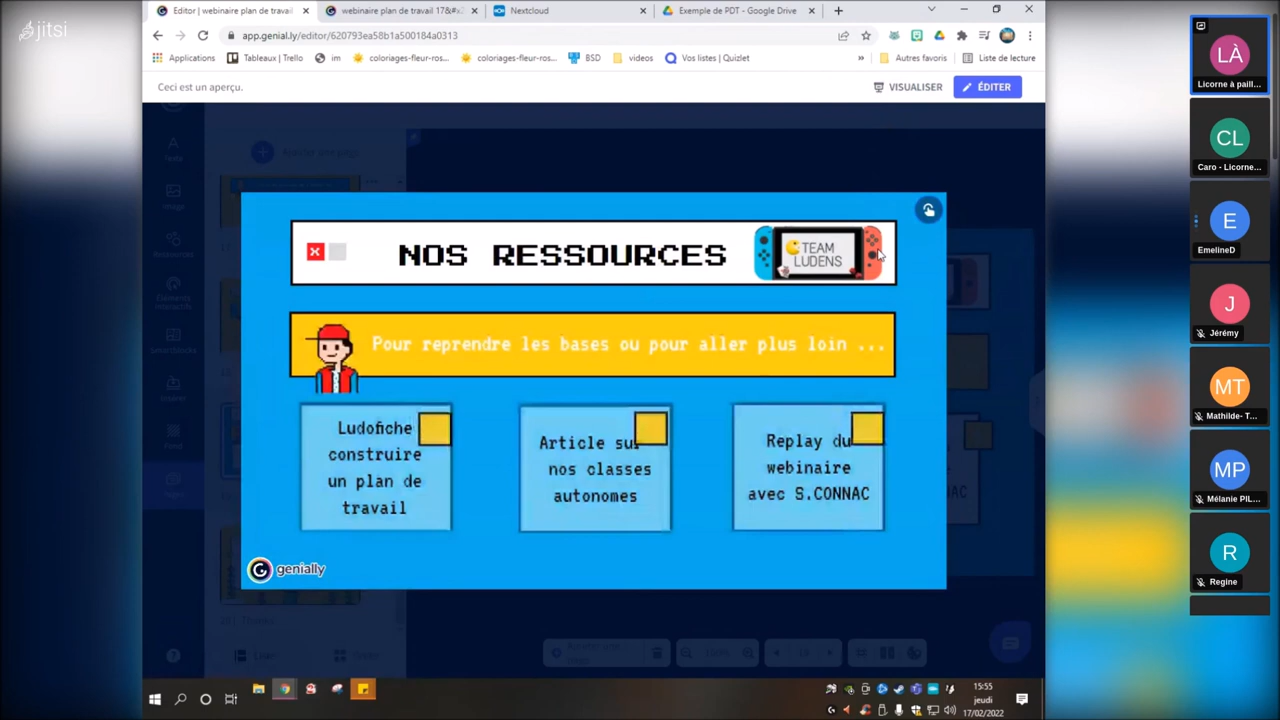 jitsi
Editor | webinaire plan de travai
webinaire plan de travail 17&#x
Nextcloud
Exemple de PDT - Google Drive
app.genial.ly/editor/620793ea58b1a500184a0313
Applications
Tableaux | Trello
im
coloriages-fleur-ros...
coloriages-fleur-ros...
BSD
videos
Vos listes | Quizlet
»
Autres favoris
Liste de lecture
Ceci est un aperçu.
VISUALISER
ÉDITER
NOS RESSOURCES
TEAM
LUDENS
Pour reprendre les bases ou pour aller plus loin ...
Ludofiche
construire
un plan de
travail
Article sur
nos classes
autonomes
Replay du
webinaire
avec S.CONNAC
genially
15:55
jeudi
17/02/2022
LÀ
Licorne à paill...
CL
Caro - Licorne...
E
EmelineD
J
Jérémy
MT
Mathilde- T...
MP
Mélanie PIL...
R
Regine